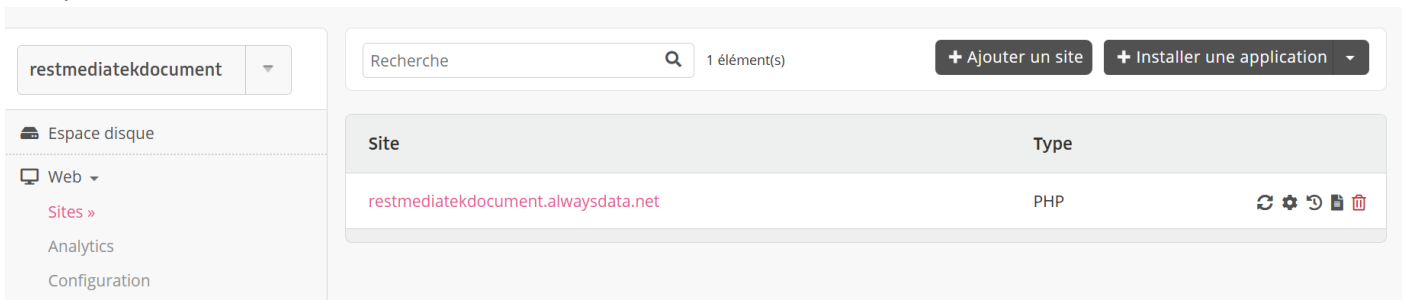 restmediatekdocument
Recherche
1 élément(s)
+ Ajouter un site
+ Installer une application
Espace disque
Web
Sites »
Analytics
Configuration
Site Type
restmediatekdocument.alwaysdata.net PHP